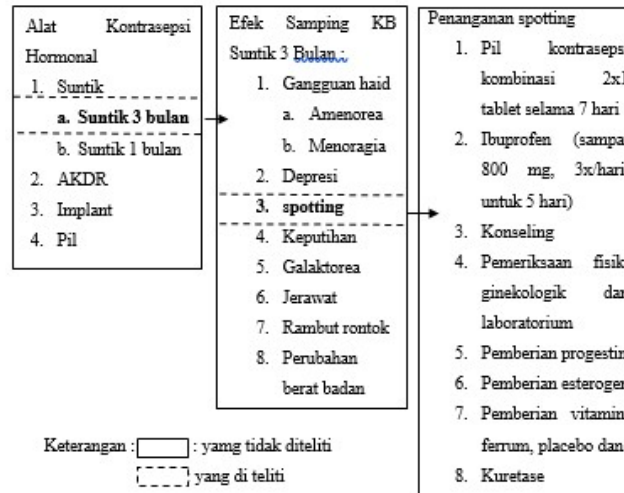 Alat Kontrasepsi
Hormonal
1. Suntik
a. Suntik 3 bulan
b. Suntik 1 bulan
2. AKDR
3. Implant
4. Pil
Efek Samping KB
Suntik 3 Bulan :
1. Gangguan haid
a. Amenorea
b. Menoragia
2. Depresi
3. spotting
4. Keputihan
5. Galaktorea
6. Jerawat
7. Rambut rontok
8. Perubahan
berat badan
Penanganan spotting
1. Pil kontraseps
kombinasi 2x1
tablet selama 7 hari
2. Ibuprofen (sampa
800 mg, 3x/hari
untuk 5 hari)
3. Konseling
4. Pemeriksaan fisik
ginekologik dan
laboratorium
5. Pemberian progestin
6. Pemberian esterogen
7. Pemberian vitamin
ferrum, placebo dan
8. Kuretase
Keterangan : : yamg tidak diteliti
yang di teliti